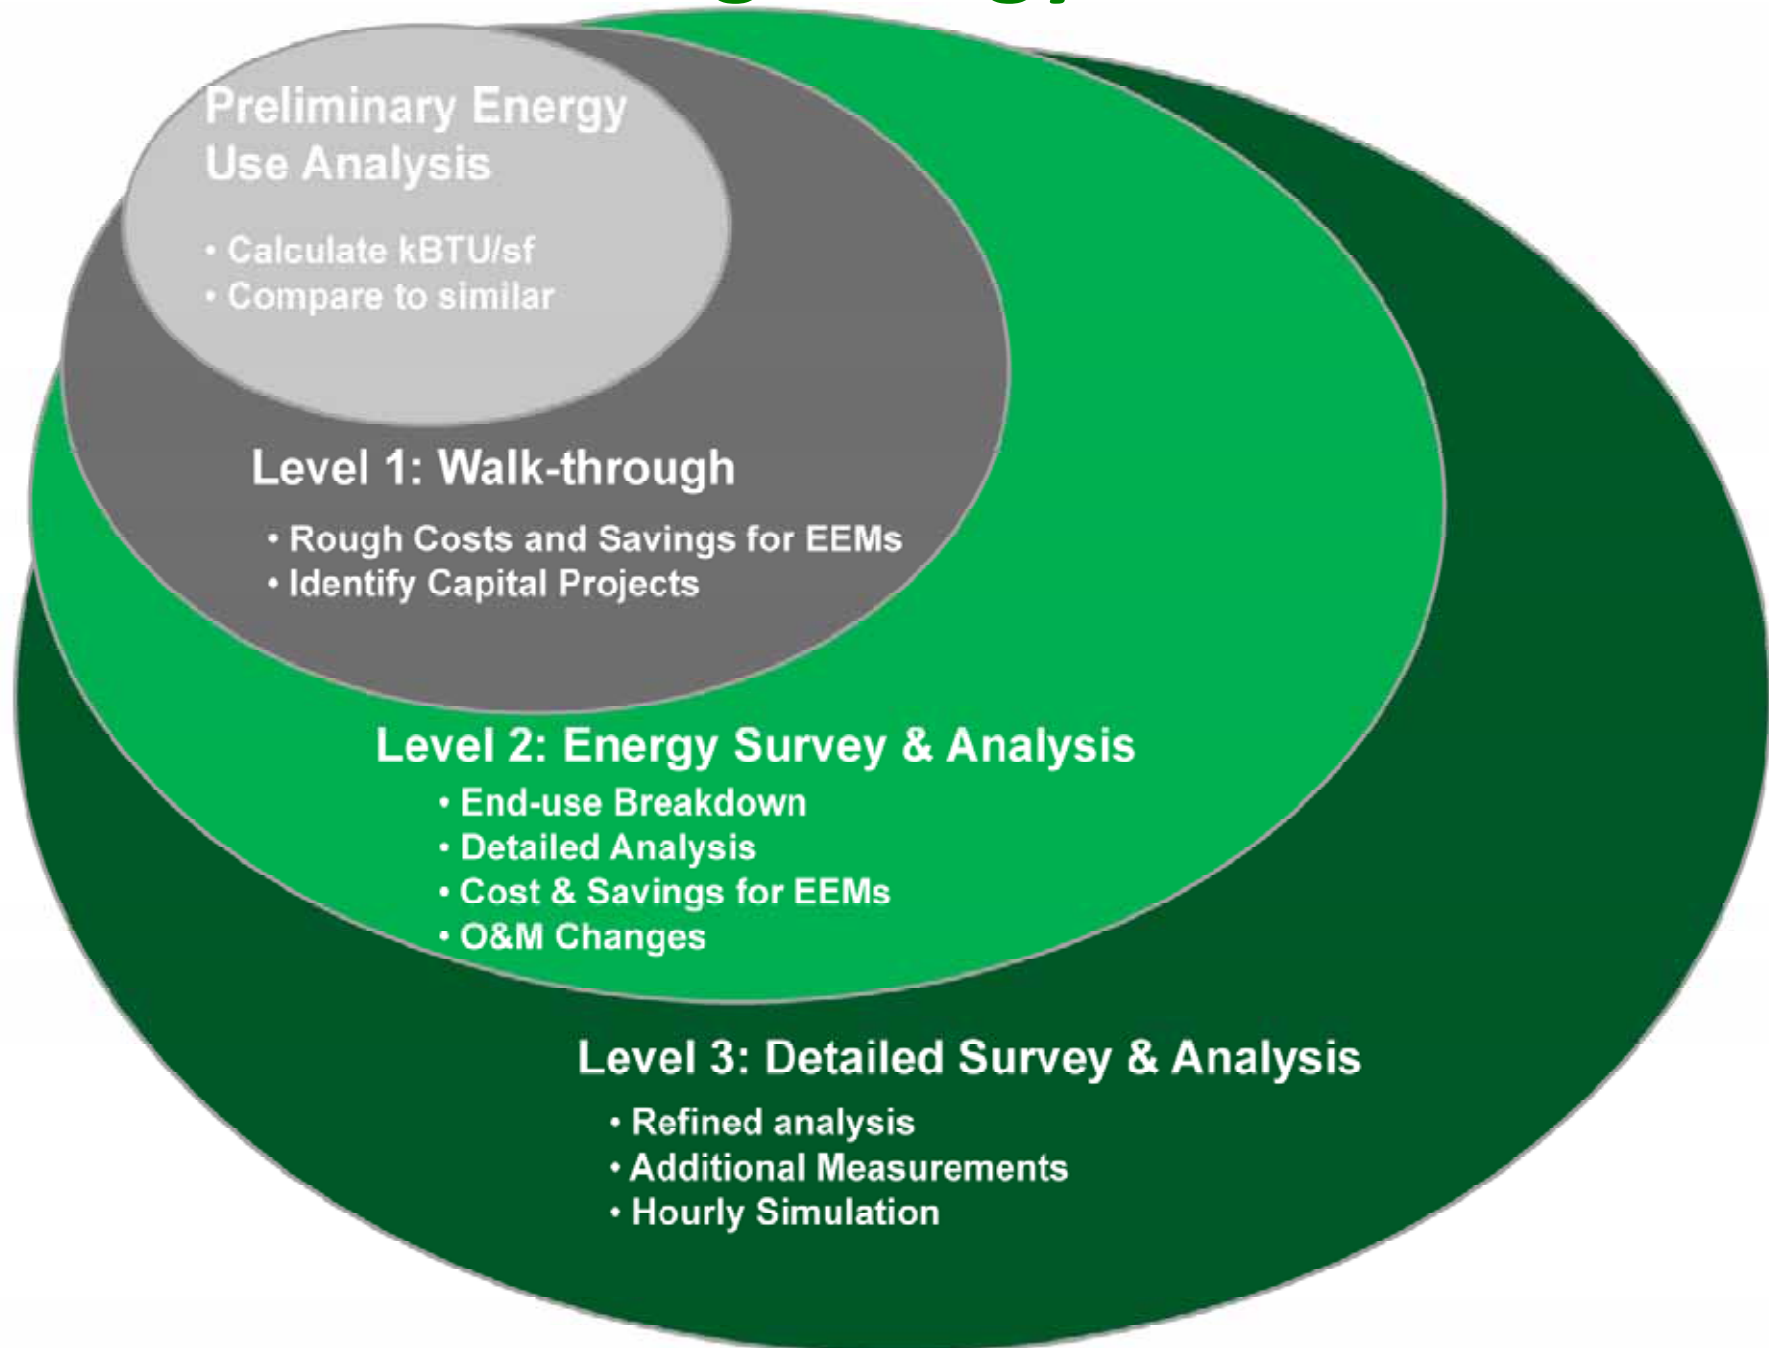 Preliminary Energy
Use Analysis
• Calculate kBTU/sf
• Compare to similar
Level 1: Walk-through
• Rough Costs and Savings for EEMs
• Identify Capital Projects
Level 2: Energy Survey & Analysis
• End-use Breakdown
• Detailed Analysis
• Cost & Savings for EEMs
• O&M Changes
Level 3: Detailed Survey & Analysis
• Refined analysis
• Additional Measurements
• Hourly Simulation